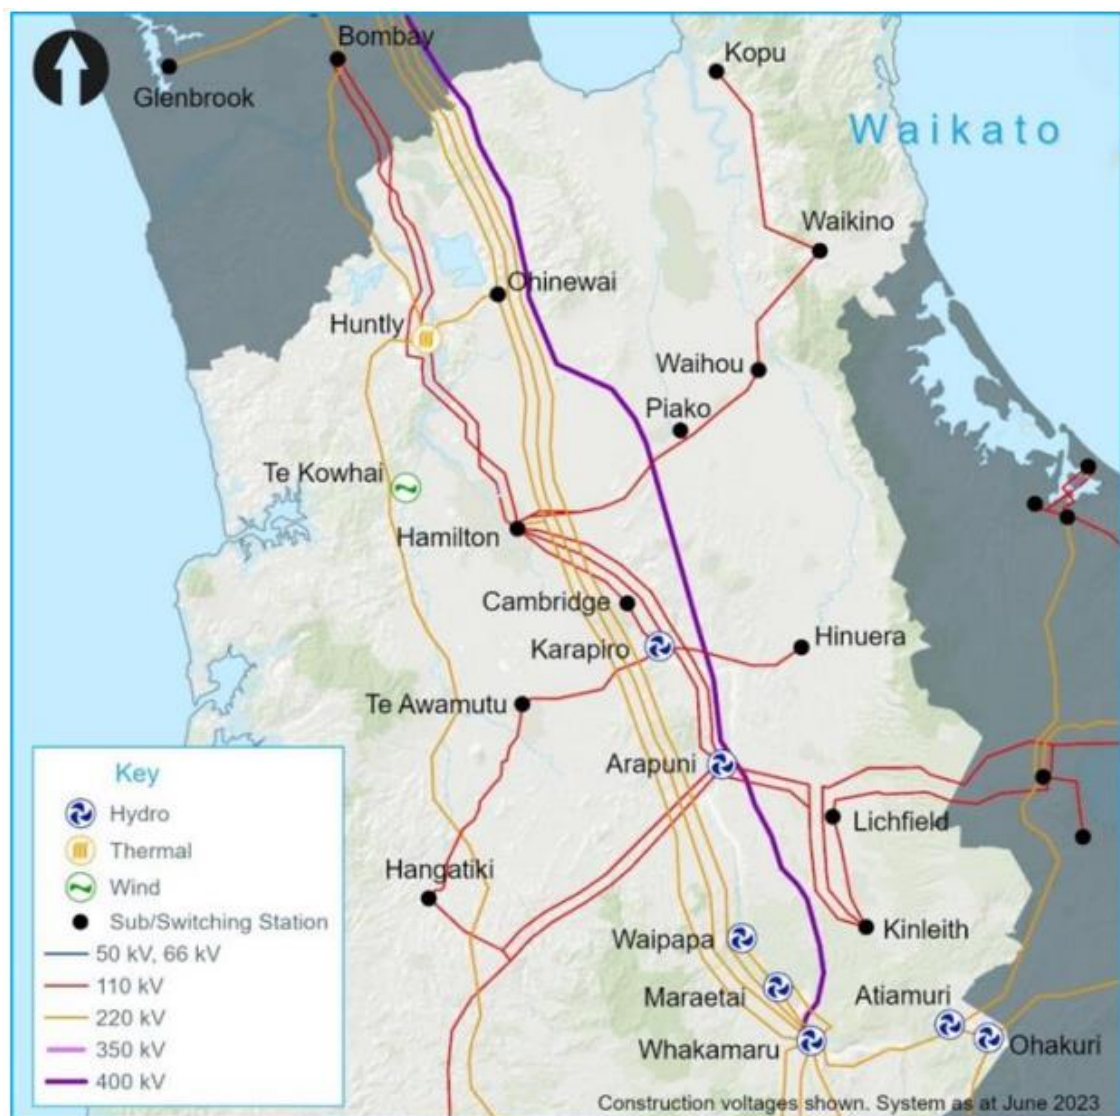 Bombay
Kopu
Glenbrook
Waikato
Waikino
Ohinewai
Huntly
Waihou
Piako
Te Kowhai
Hamilton
Cambridge
Hinuera
Karapiro
Te Awamutu
Arapuni
Key
Hydro
Lichfield
Thermal
Hangatiki
Wind
Sub/Switching Station
Kinleith
Waipapa
50 kV, 66 kV
110 kV
Maraetai
Atiamuri
220 kV
Whakamaru
Ohakuri
350 kV
400 kV
Construction voltages shown. System as at June 2023